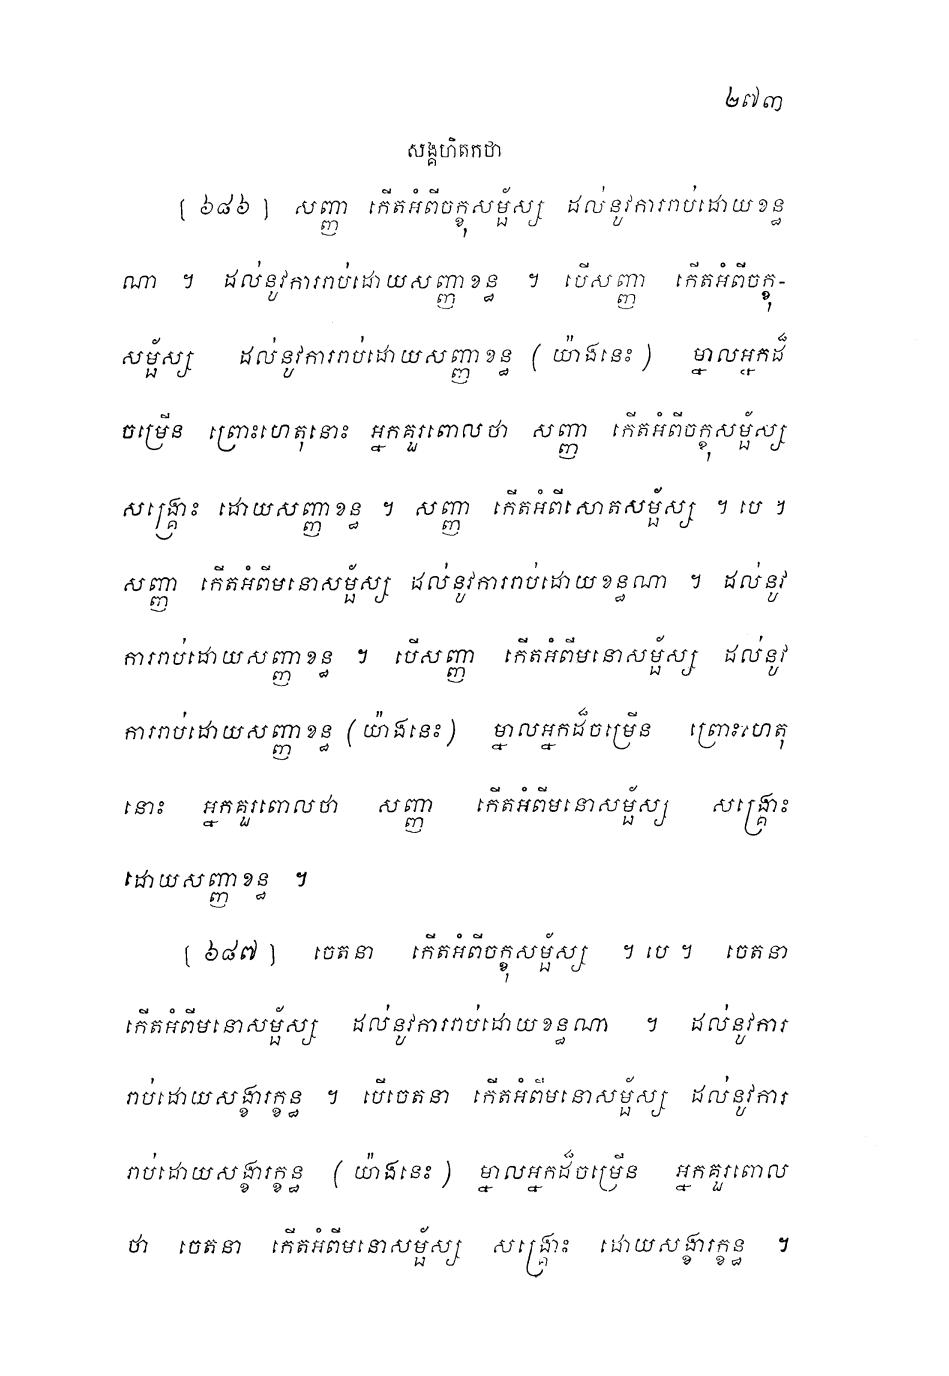 ២៧៣
សង្គហិតកថា
[ ៦៨៦ ] សញ្ញា កើតអំពីចក្ខុសម្ផ័ស្ស ដល់នូវការរាប់ដោយខន្ធ
ណា ។ ដល់នូវការរាប់ដោយសញ្ញាខន្ធ ។ បើសញ្ញា កើតអំពីចក្ខុ-
សម្ផ័ស្ស ដល់នូវការរាប់ដោយសញ្ញាខន្ធ ( យ៉ាងនេះ ) ម្នាលអ្នកដ៏
ចម្រើន ព្រោះហេតុនោះ អ្នកគួរពោលថា សញ្ញា កើតអំពីចក្ខុសម្ផ័ស្ស
សង្គ្រោះ ដោយសញ្ញាខន្ធ ។ សញ្ញា កើតអំពីសោតសម្ផ័ស្ស ។ បេ ។
សញ្ញា កើតអំពីមនោសម្ផ័ស្ស ដល់នូវការរាប់ដោយខន្ធណា ។ ដល់នូវ
ការរាប់ដោយសញ្ញាខន្ធ ។ បើសញ្ញា កើតអំពីមនោសម្ផ័ស្ស ដល់នូវ
ការរាប់ដោយសញ្ញាខន្ធ ( យ៉ាងនេះ ) ម្នាលអ្នកដ៏ចម្រើន ព្រោះហេតុ
នោះ អ្នកគួរពោលថា សញ្ញា កើតអំពីមនោសម្ផ័ស្ស សង្គ្រោះ
ដោយសញ្ញាខន្ធ ។
[ ៦៨៧ ] ចេតនា កើតអំពីចក្ខុសម្ផ័ស្ស ។ បេ ។ ចេតនា
កើតអំពីមនោសម្ផ័ស្ស ដល់នូវការរាប់ដោយខន្ធណា ។ ដល់នូវការ
រាប់ដោយសង្ខារក្ខន្ធ ។ បើចេតនា កើតអំពីមនោសម្ផ័ស្ស ដល់នូវការ
រាប់ដោយសង្ខារក្ខន្ធ ( យ៉ាងនេះ ) ម្នាលអ្នកដ៏ចម្រើន អ្នកគួរពោល
ថា ចេតនា កើតអំពីមនោសម្ផ័ស្ស សង្គ្រោះ ដោយសង្ខារក្ខន្ធ ។